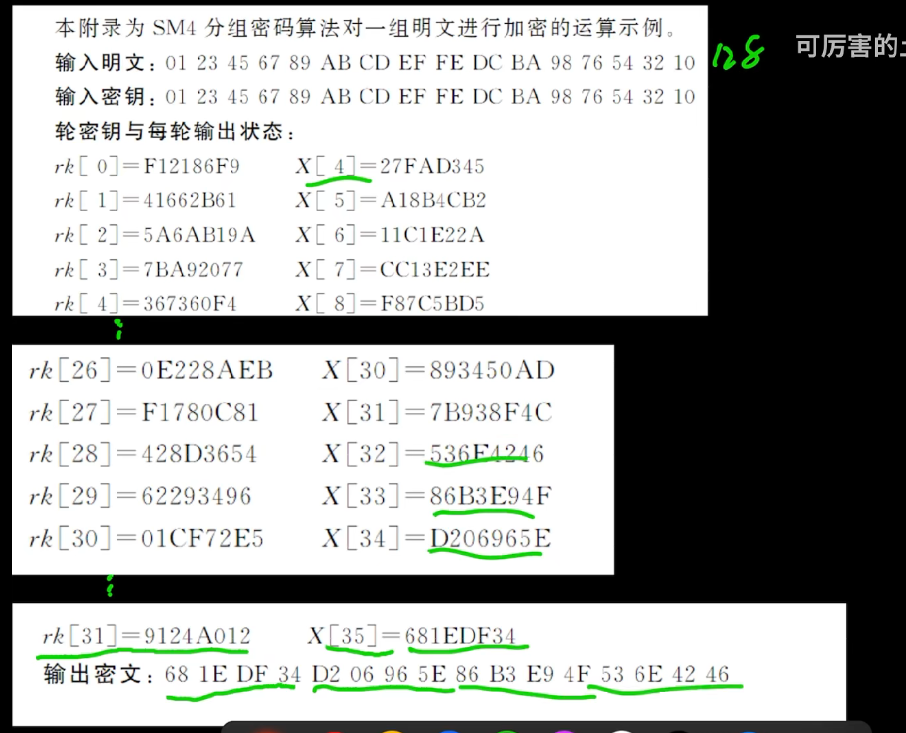 本附录为 SM4 分组密码算法对一组明文进行加密的运算示例。
输入明文：01 23 45 67 89 AB CD EF FE DC BA 98 76 54 32 10 128 可厉害的
输入密钥：01 23 45 67 89 AB CD EF FE DC BA 98 76 54 32 10
轮密钥与每轮输出状态：
rk[ 0]=F12186F9 X[ 4]=27FAD345
rk[ 1]=41662B61 X[ 5]=A18B4CB2
rk[ 2]=5A6AB19A X[ 6]=11C1E22A
rk[ 3]=7BA92077 X[ 7]=CC13E2EE
rk[ 4]=367360F4 X[ 8]=F87C5BD5
rk[26]=0E228AEB X[30]=893450AD
rk[27]=F1780C81 X[31]=7B938F4C
rk[28]=428D3654 X[32]=536E4246
rk[29]=62293496 X[33]=86B3E94F
rk[30]=01CF72E5 X[34]=D206965E
rk[31]=9124A012 X[35]=681EDF34
输出密文：68 1E DF 34 D2 06 96 5E 86 B3 E9 4F 53 6E 42 46